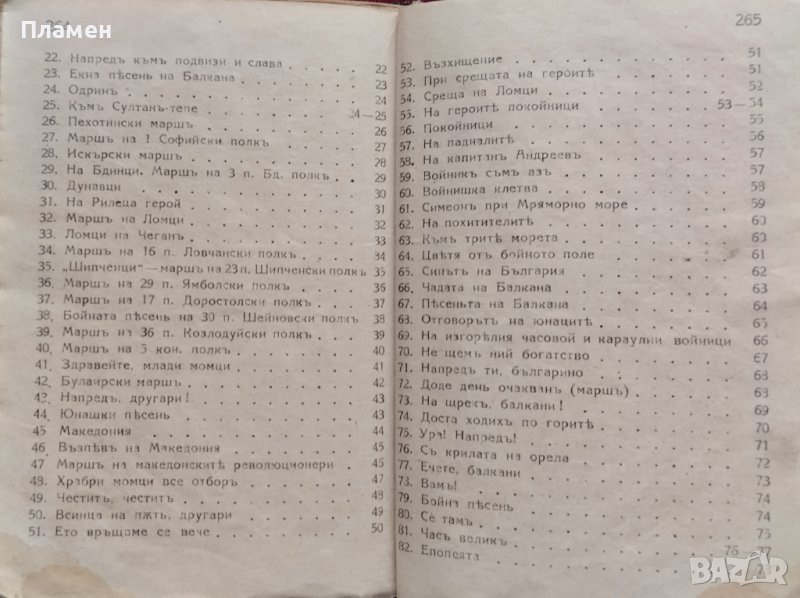 Пламен
264
22. Напредъ къмъ подвизи и слава 22
23. Екна пѣсень на Балкана 23
24. Одринъ 24
25. Къмъ Султанъ-тепе 24—25
26. Пехотински маршъ 26
27. Маршъ на 1 Софийски полкъ 27
28. Искърски маршъ 28
29. На Бдинци. Маршъ на 3 п. Бд. полкъ 29
30. Дунавци 30
31. На Рилеца герой 31
32. Маршъ на Ломци 32
33. Ломци на Чеганъ 33
34. Маршъ на 16 п. Ловчански полкъ 34
35. „Шипченци“—маршъ на 23 п. Шипченски полкъ 35
36. Маршъ на 29 п. Ямболски полкъ 36
37. Маршъ на 17 п. Доростолски полкъ 37
38. Бойната пѣсень на 30 п. Шейновски полкъ 38
39. Маршъ на 36 п. Козлодуйски полкъ 39
40. Маршъ на 5 кон. полкъ 40
41. Здравейте, млади момци 41
42. Булаирски маршъ 42
42. Напредъ, другари! 43
44. Юнашки пѣсень 44
45 Македония 45
46 Възпѣвъ на Македония 45
47 Маршъ на македонскитѣ революционери 46
48. Храбри момци все отборъ 48
49. Честитъ, честитъ 49
50. Всинца на пѫть, другари 49
51. Ето връщаме се вече 50
265
52. Възхищение 51
53. При срещата на героитѣ 51
54. Среща на Ломци 52
55. На героитѣ покойници 53—54
56. Покойници 55
57. На падналитѣ 56
58. На капитанъ Андреевъ 57
59. Войникъ съмъ азъ 57
60. Войнишка клетва 58
61. Симеонъ при Мряморно море 59
62. На похитителитѣ 60
63. Къмъ тритѣ морета 60
64. Цвѣтя отъ бойното поле 61
65. Синътъ на България 62
66. Чадата на Балкана 63
67. Пѣсеньта на Балкана 64
68. Отговорътъ на юнацитѣ 65
69. На изгорѣлия часовой и караулни войници 66
70. Не щемъ ний богатство 67
71. Напредъ ти, българино 68
72. Доде день очакванъ (маршъ) 68
73. На щрекъ, балкани! 69
74. Доста ходихъ по горитѣ 70
75. Ура! Напредъ! 71
76. Съ крилата на орела 72
77. Ечете, балкани 73
73. Вамъ! 74
79. Бойна пѣсень 74
80. Сѐ тамъ 75
81. Часъ великъ 75
82. Епопеята 76—77
78
BAZAR